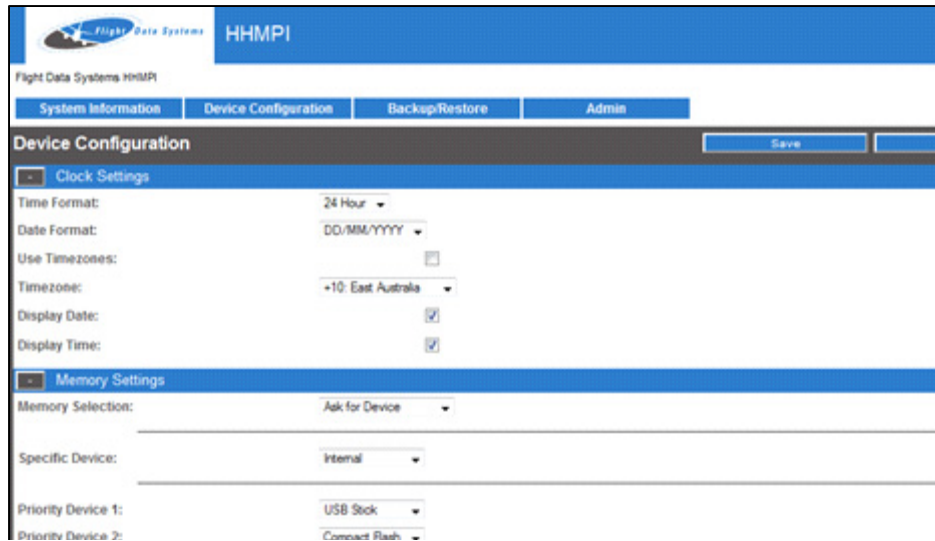 Flight Data Systems HHMPI
Flight Data Systems HHMPI
System Information Device Configuration Backup/Restore Admin
Device Configuration Save
- Clock Settings
Time Format: 24 Hour
Date Format: DD/MM/YYYY
Use Timezones:
Timezone: +10: East Australia
Display Date:
Display Time:
- Memory Settings
Memory Selection: Ask for Device
Specific Device: Internal
Priority Device 1: USB Stick
Priority Device 2: Compact Flash